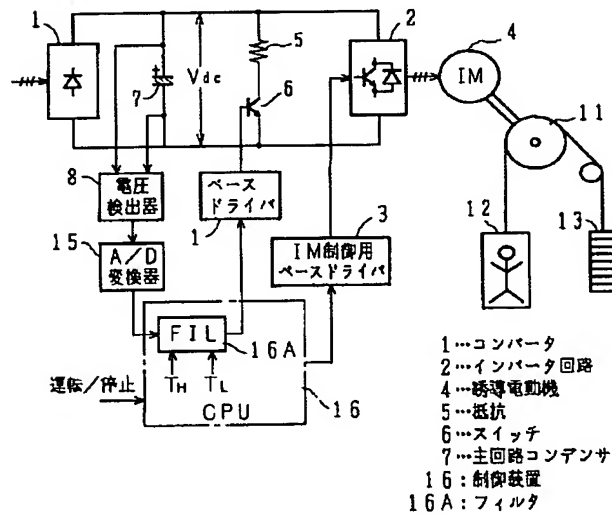 1
2
5
4
Vdc
IM
7
6
11
8
電圧
検出器
ベース
ドライバ
3
12
13
15
A/D
変換器
1
IM制御用
ベースドライバ
FIL
16A
TH
TL
運転/停止
CPU
16
1…コンバータ
2…インバータ回路
4…誘導電動機
5…抵抗
6…スイッチ
7…主回路コンデンサ
16:制御装置
16A:フィルタ